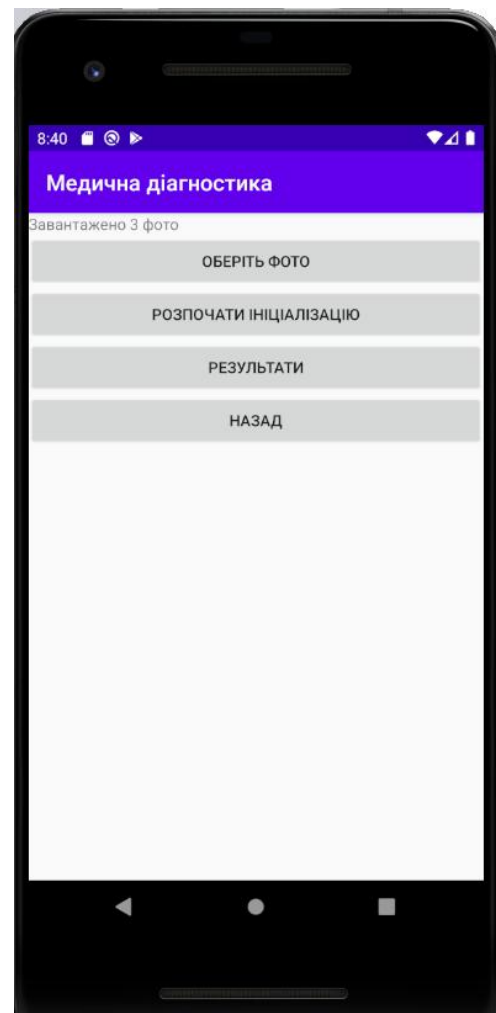 8:40
Медична діагностика
Завантажено 3 фото
ОБЕРІТЬ ФОТО
РОЗПОЧАТИ ІНІЦІАЛІЗАЦІЮ
РЕЗУЛЬТАТИ
НАЗАД